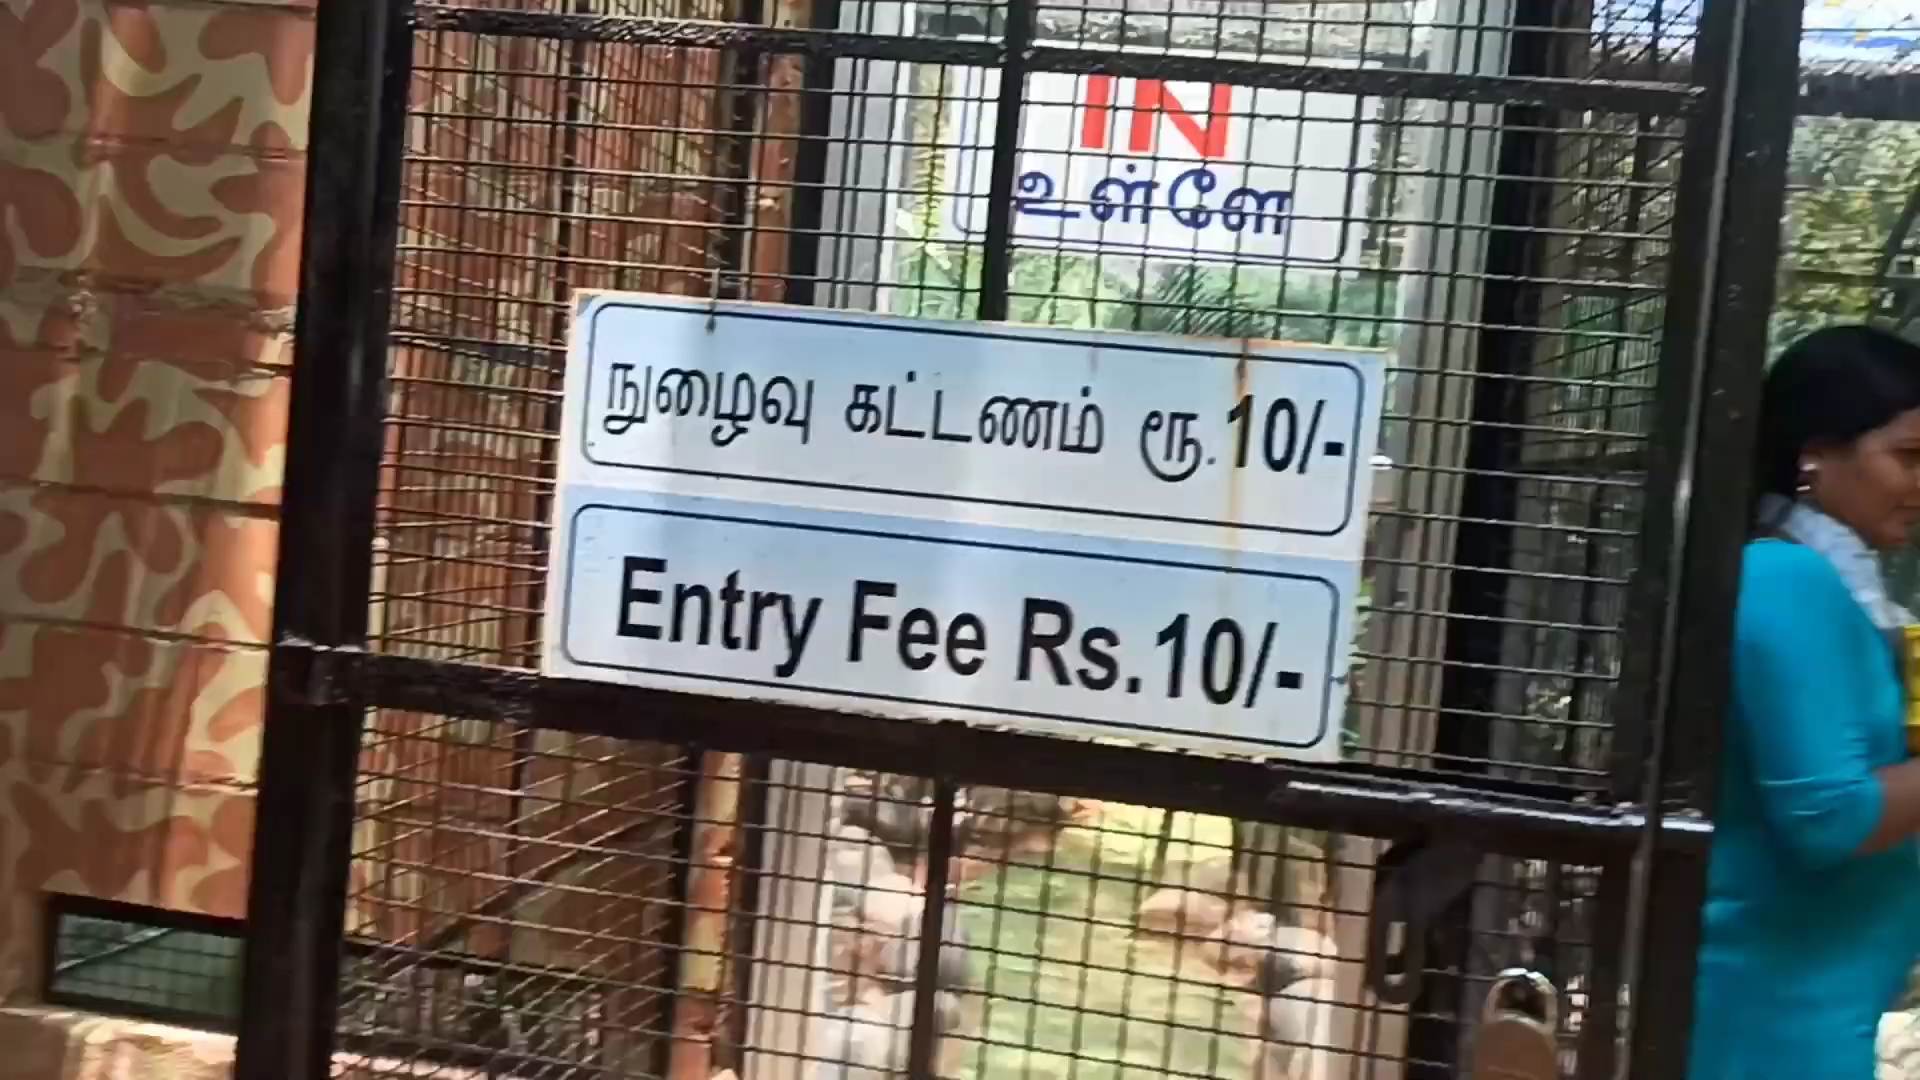 IN
உள்ளே
நுழைவு கட்டணம் ரூ.10/-
Entry Fee Rs.10/-